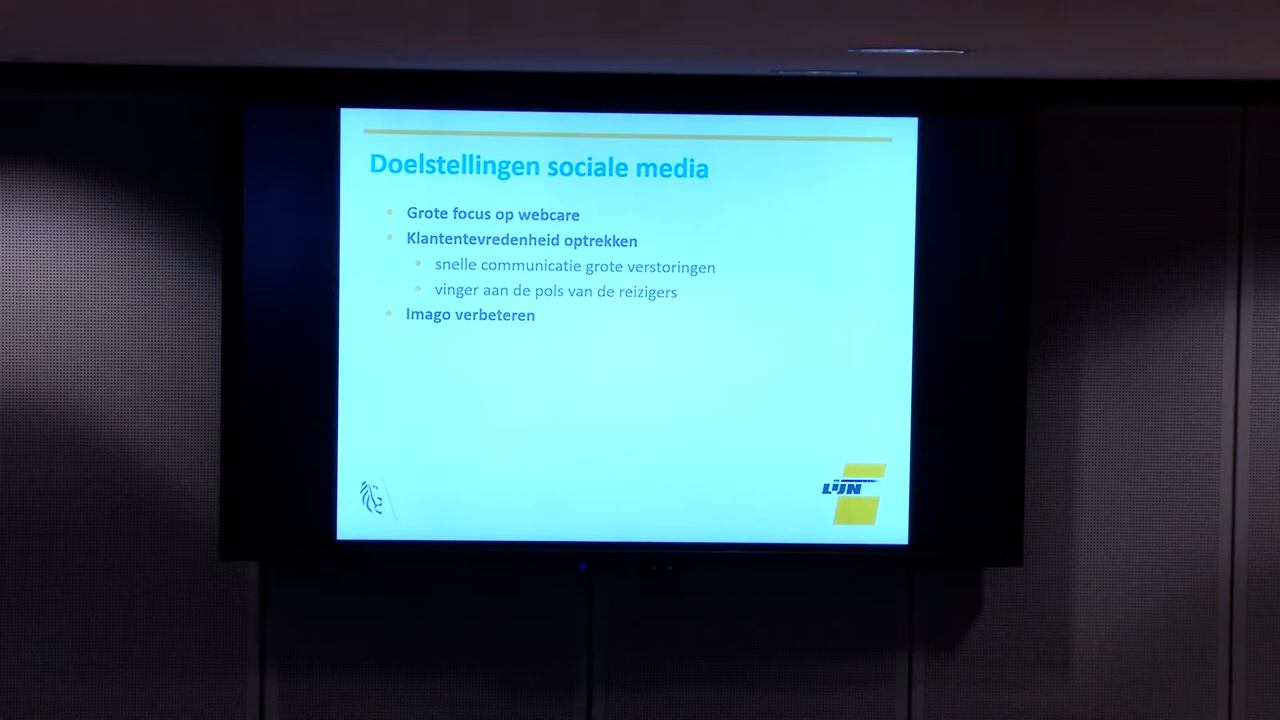 Doelstellingen sociale media
Grote focus op webcare
Klantentevredenheid optrekken
snelle communicatie grote verstoringen
vinger aan de pols van de reizigers
Imago verbeteren
DE
LIJN